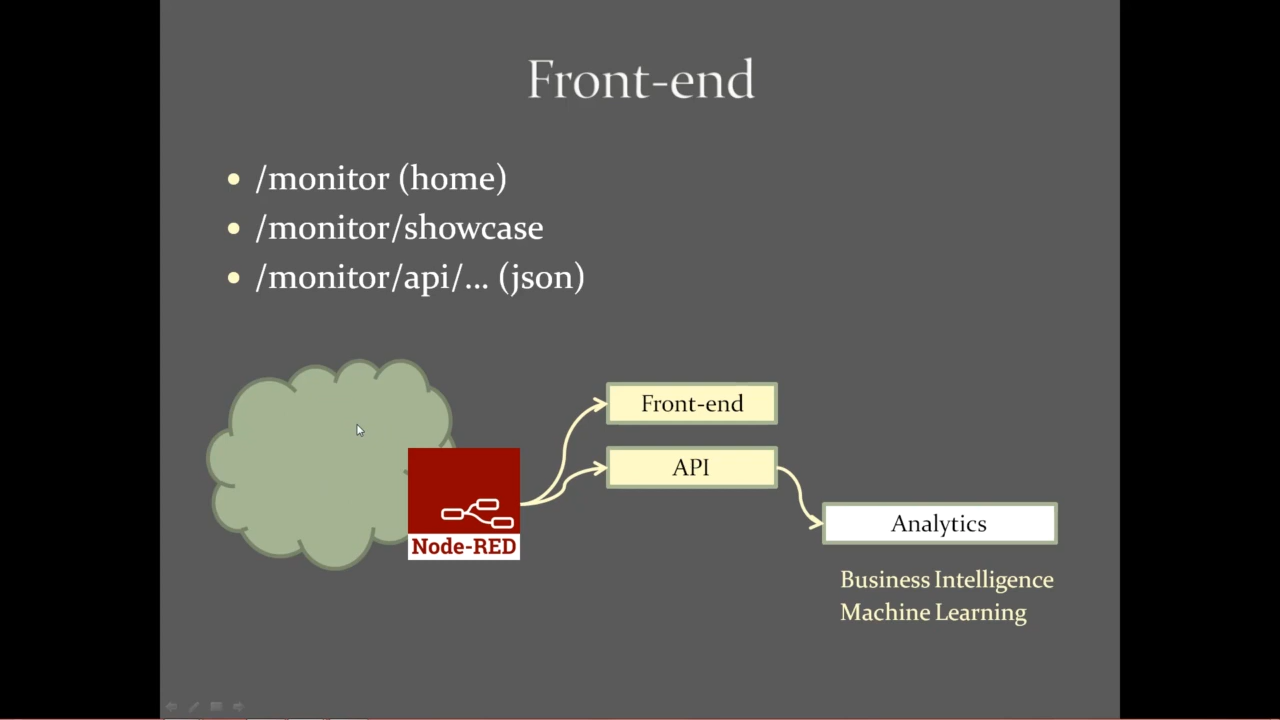 Front-end
• /monitor (home)
• /monitor/showcase
• /monitor/api/... (json)
Front-end
API
Node-RED
Analytics
Business Intelligence
Machine Learning